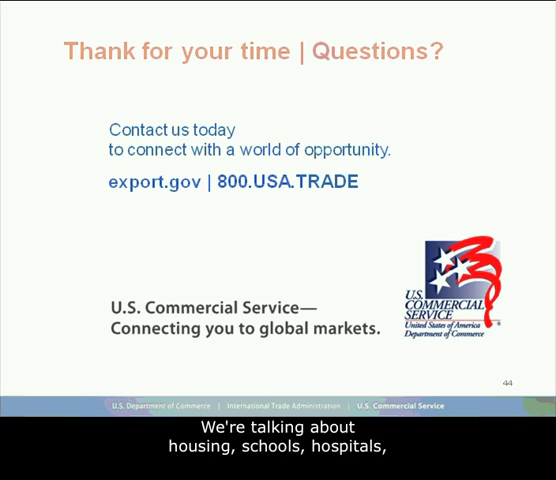 Thank for your time | Questions?
Contact us today
to connect with a world of opportunity.
export.gov | 800.USA.TRADE
U.S.
COMMERCIAL
SERVICE
United States of America
Department of Commerce
U.S. Commercial Service—
Connecting you to global markets.
44
U.S. Department of Commerce | International Trade Administration | U.S. Commercial Service
We're talking about
housing, schools, hospitals,